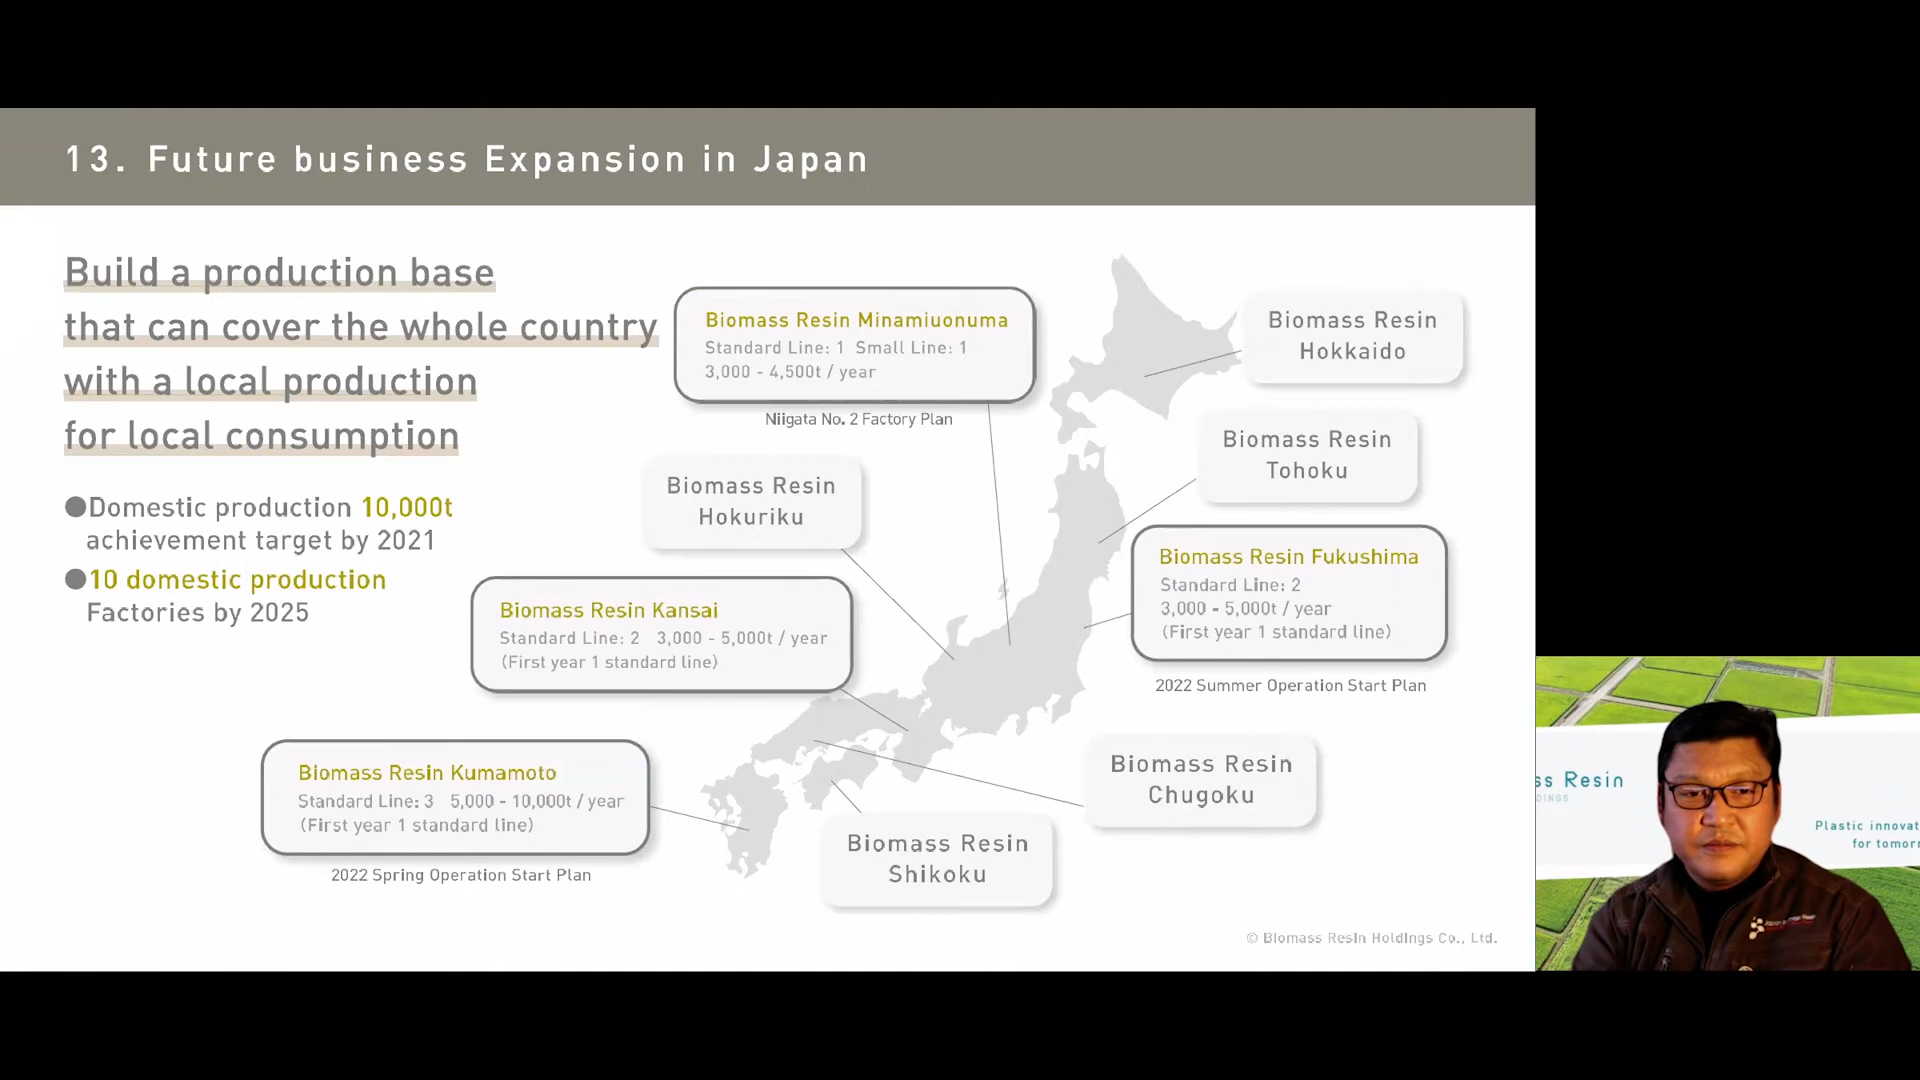 13. Future business Expansion in Japan
Build a production base
that can cover the whole country
with a local production
for local consumption
●Domestic production 10,000t
achievement target by 2021
●10 domestic production
Factories by 2025
Biomass Resin Minamiuonuma
Standard Line: 1 Small Line: 1
3,000 - 4,500t / year
Niigata No. 2 Factory Plan
Biomass Resin
Hokkaido
Biomass Resin
Tohoku
Biomass Resin
Hokuriku
Biomass Resin Fukushima
Standard Line: 2
3,000 - 5,000t / year
(First year 1 standard line)
2022 Summer Operation Start Plan
Biomass Resin Kansai
Standard Line: 2 3,000 - 5,000t / year
(First year 1 standard line)
Biomass Resin Kumamoto
Standard Line: 3 5,000 - 10,000t / year
(First year 1 standard line)
2022 Spring Operation Start Plan
Biomass Resin
Chugoku
Biomass Resin
Shikoku
© Biomass Resin Holdings Co., Ltd.
ss Resin
DINGS
Plastic innovat
for tomorr